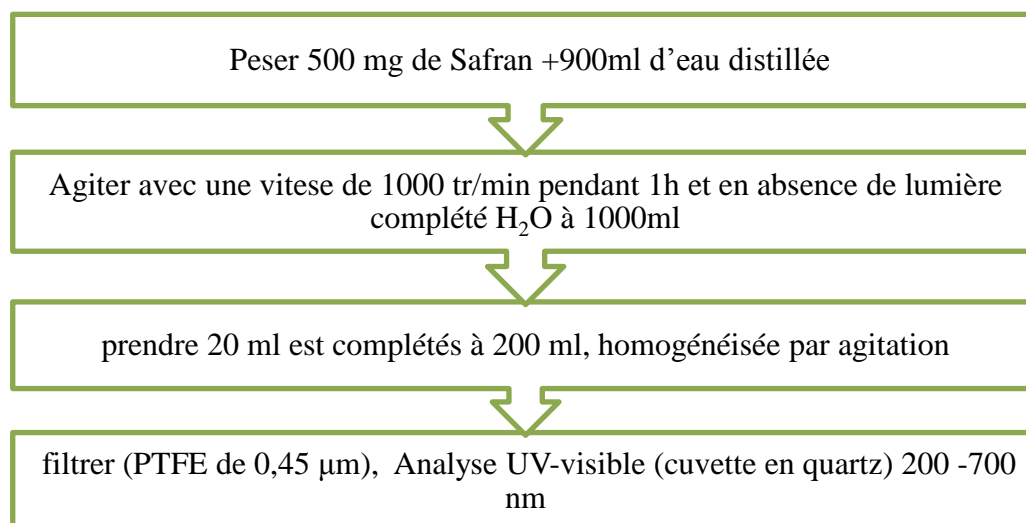 Peser 500 mg de Safran +900ml d’eau distillée
Agiter avec une vitese de 1000 tr/min pendant 1h et en absence de lumière
complété H₂O à 1000ml
prendre 20 ml est complétés à 200 ml, homogénéisée par agitation
filtrer (PTFE de 0,45 μm), Analyse UV-visible (cuvette en quartz) 200 -700
nm